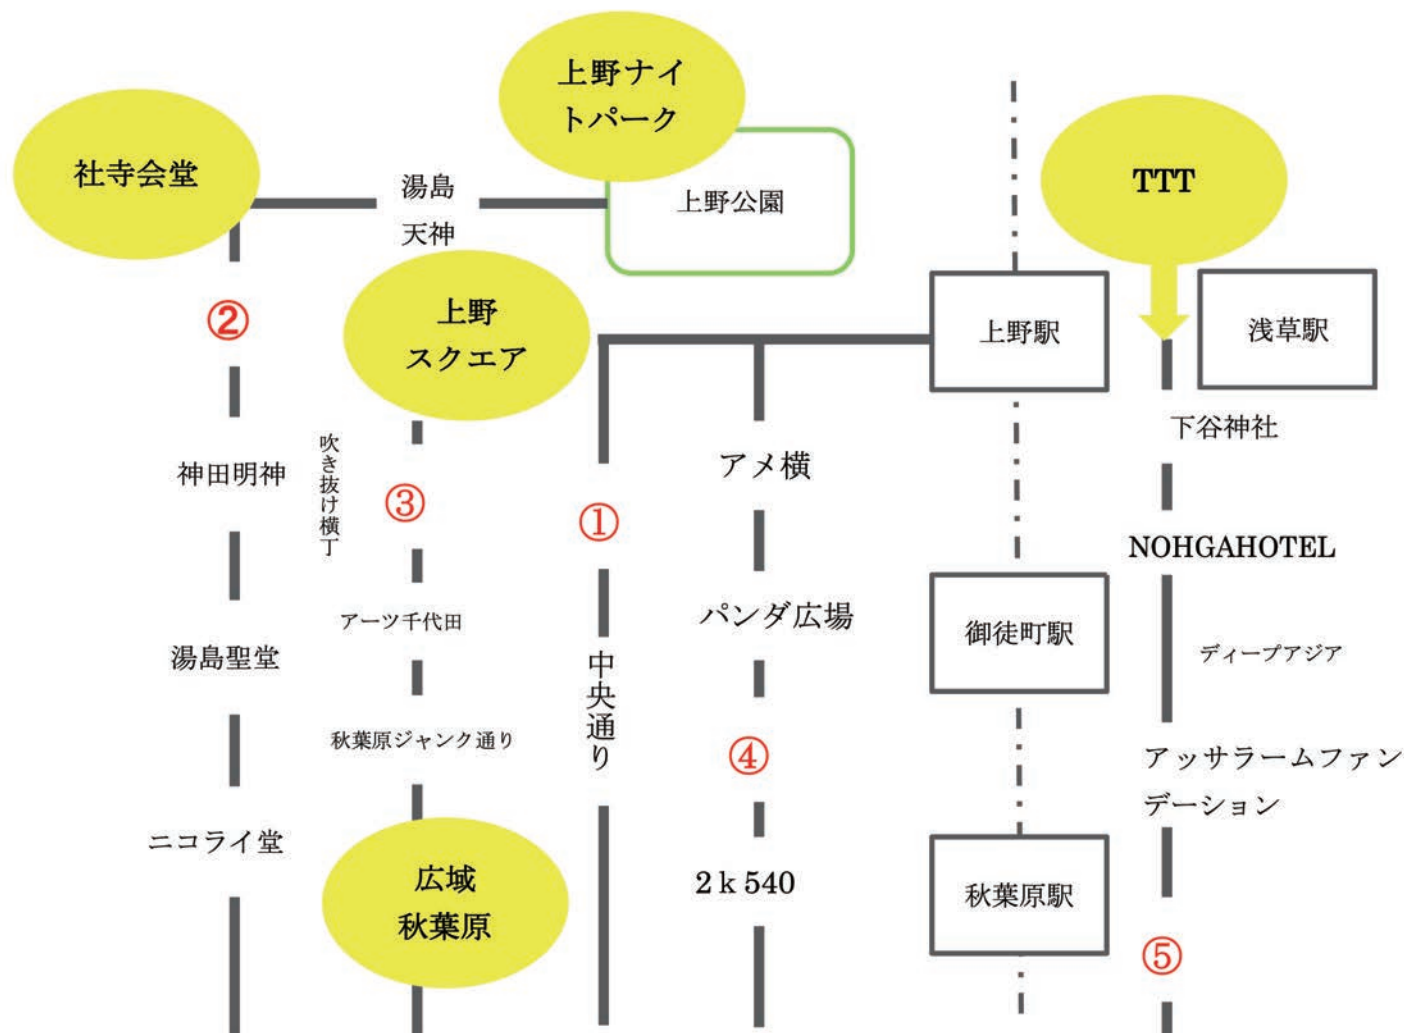 上野ナイ
トパーク
社寺会堂
湯島
天神
上野公園
TTT
②
上野
スクエア
上野駅
浅草駅
下谷神社
神田明神
吹き抜け横丁
③
①
アメ横
NOHGAHOTEL
アーツ千代田
パンダ広場
御徒町駅
湯島聖堂
ディープアジア
中央通り
秋葉原ジャンク通り
④
アッサラームファン
デーション
ニコライ堂
広域
秋葉原
2k540
秋葉原駅
⑤